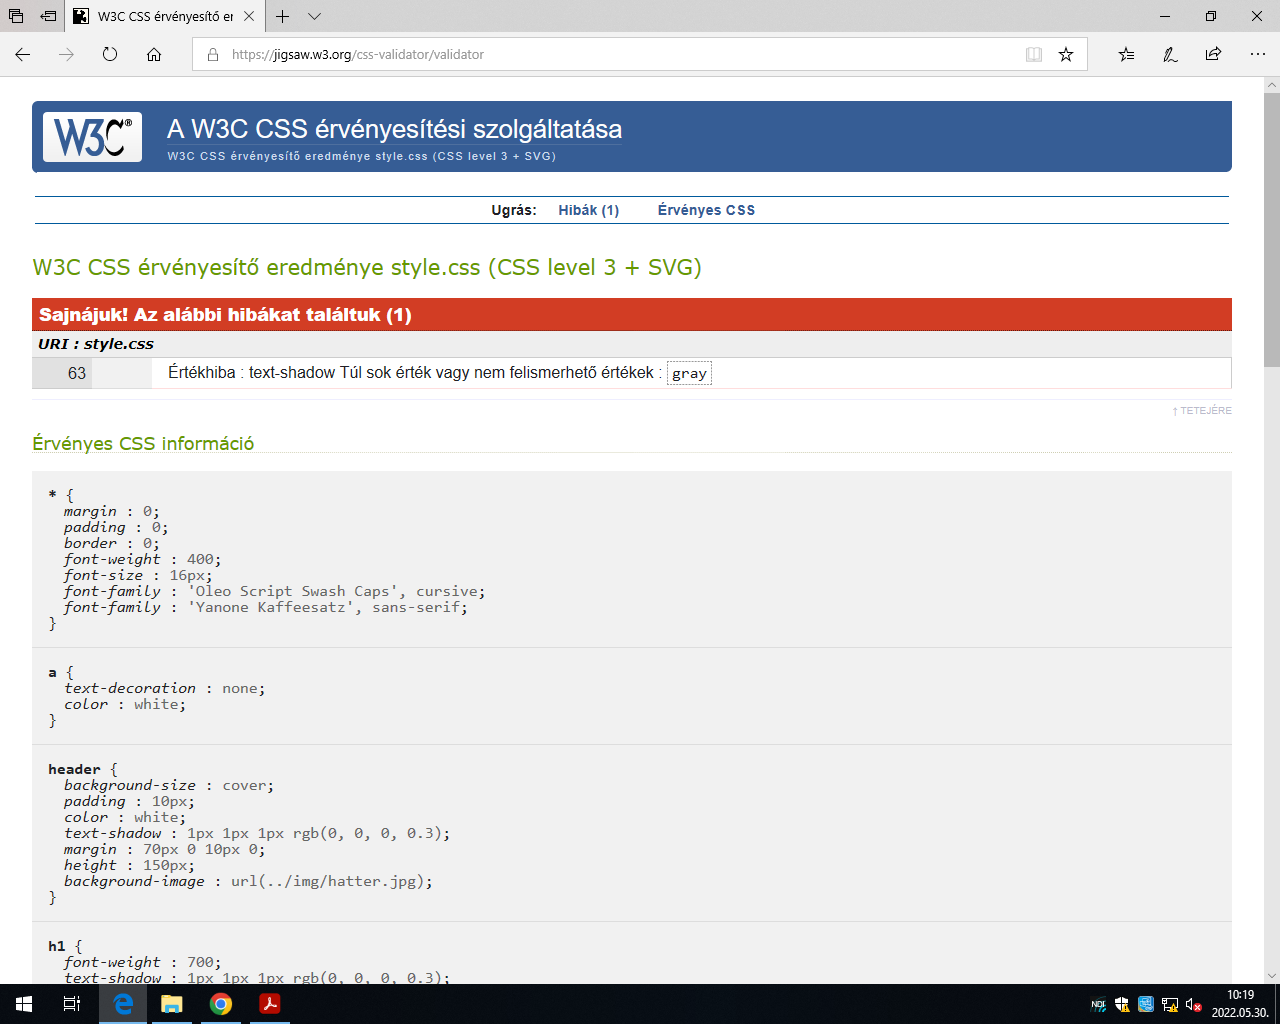 W3C CSS érvényesítő er
https://jigsaw.w3.org/css-validator/validator
W3C®
A W3C CSS érvényesítési szolgáltatása
W3C CSS érvényesítő eredménye style.css (CSS level 3 + SVG)
Ugrás: Hibák (1) Érvényes CSS
W3C CSS érvényesítő eredménye style.css (CSS level 3 + SVG)
Sajnájuk! Az alábbi hibákat találtuk (1)
URI : style.css
63 Értékhiba : text-shadow Túl sok érték vagy nem felismerhető értékek : gray
↑ TETEJÉRE
Érvényes CSS információ
* {
margin : 0;
padding : 0;
border : 0;
font-weight : 400;
font-size : 16px;
font-family : 'Oleo Script Swash Caps', cursive;
font-family : 'Yanone Kaffeesatz', sans-serif;
}
a {
text-decoration : none;
color : white;
}
header {
background-size : cover;
padding : 10px;
color : white;
text-shadow : 1px 1px 1px rgb(0, 0, 0, 0.3);
margin : 70px 0 10px 0;
height : 150px;
background-image : url(../img/hatter.jpg);
}
h1 {
font-weight : 700;
text-shadow : 1px 1px 1px rgb(0, 0, 0, 0.3);
10:19
2022.05.30.